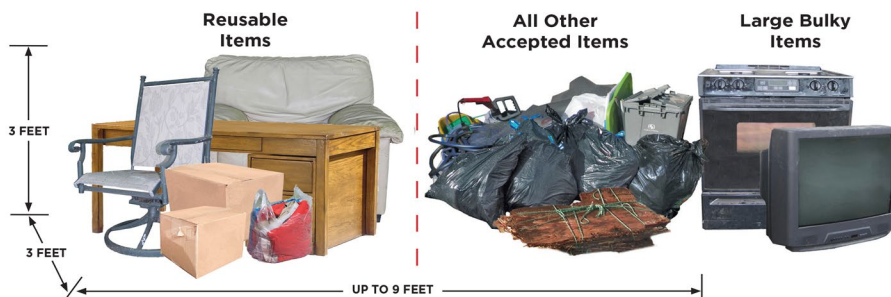 Reusable
Items
All Other
Accepted Items
Large Bulky
Items
3 FEET
3 FEET
UP TO 9 FEET